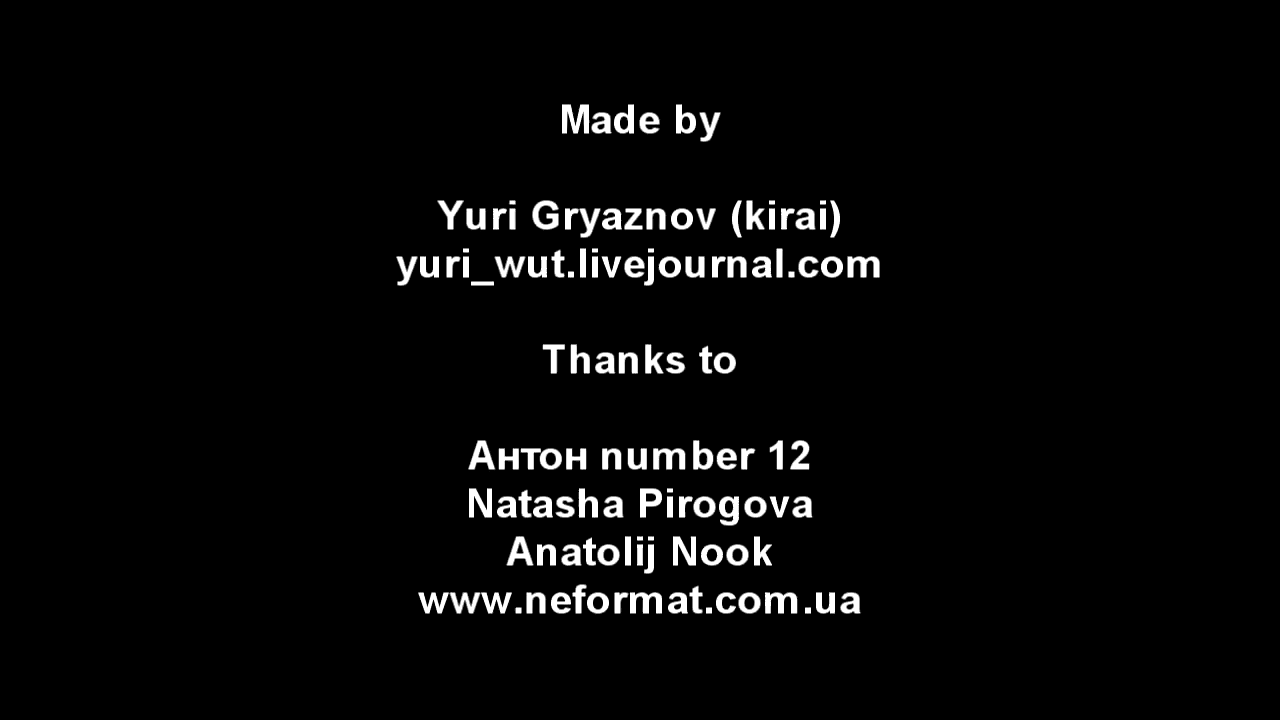 Made by
Yuri Gryaznov (kirai)
yuri_wut.livejournal.com
Thanks to
Антон number 12
Natasha Pirogova
Anatolij Nook
www.neformat.com.ua